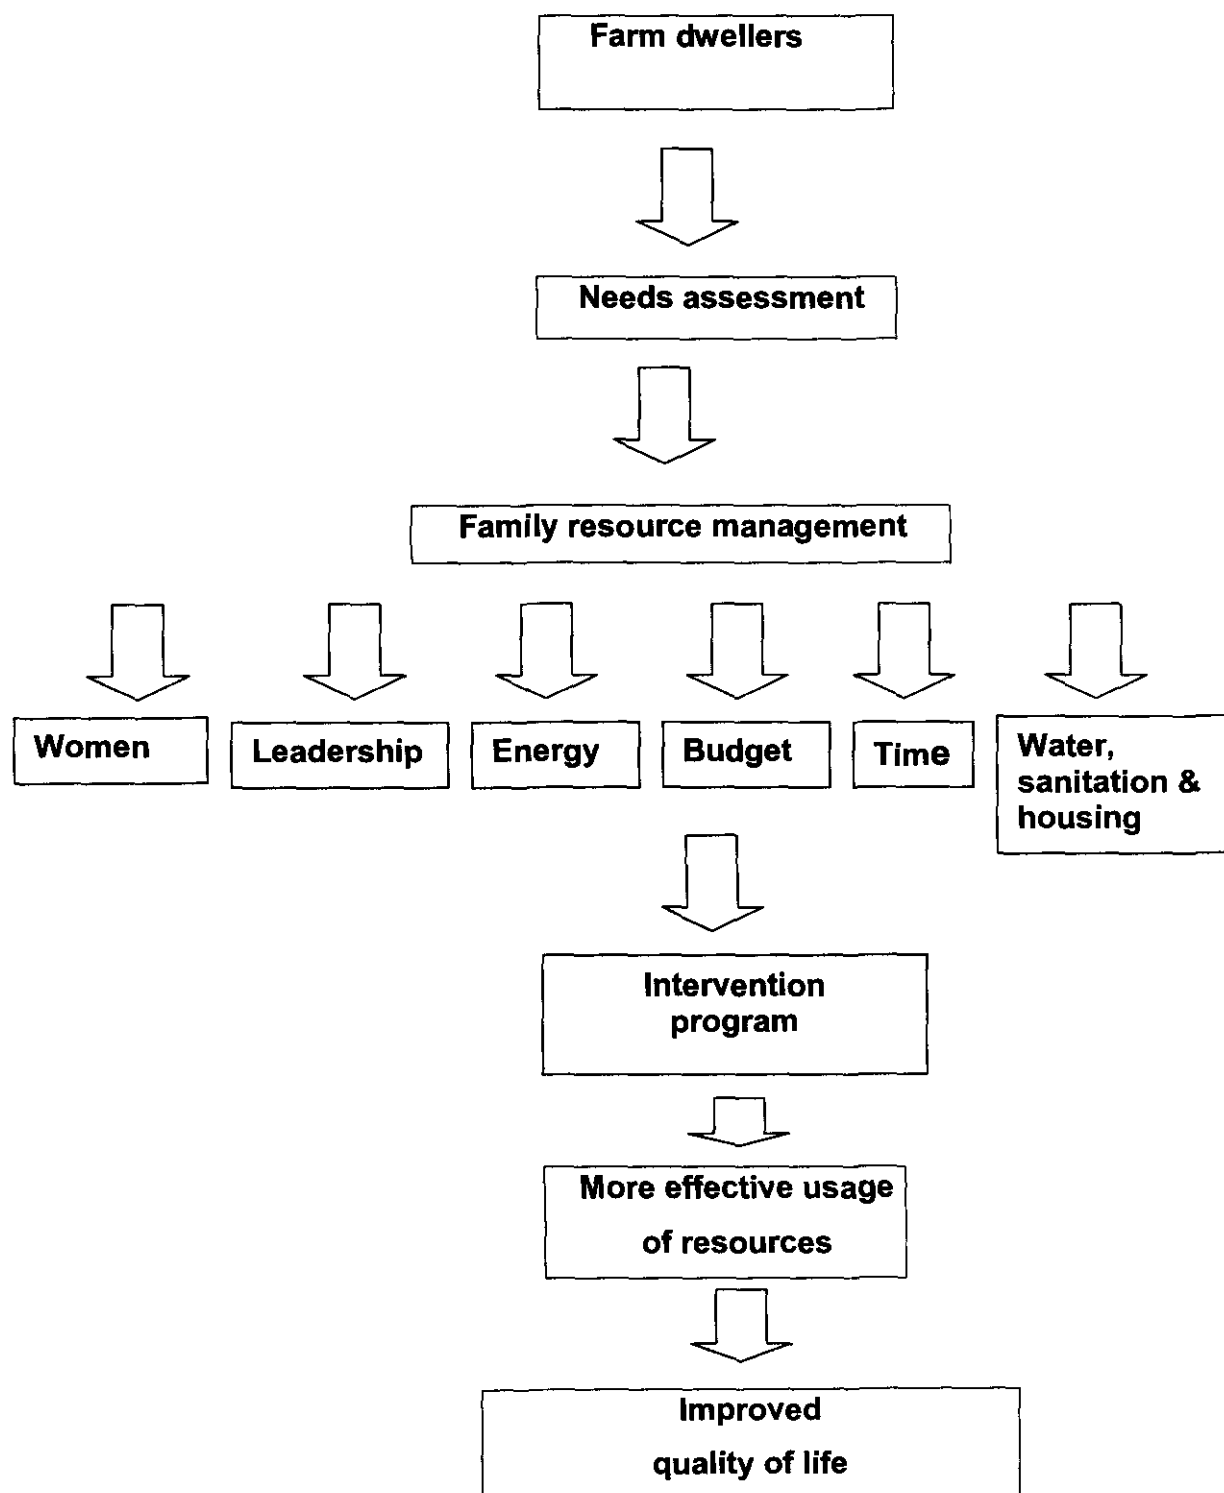 Farm dwellers
Needs assessment
Family resource management
Women
Leadership
Energy
Budget
Time
Water,
sanitation &
housing
Intervention
program
More effective usage
of resources
Improved
quality of life